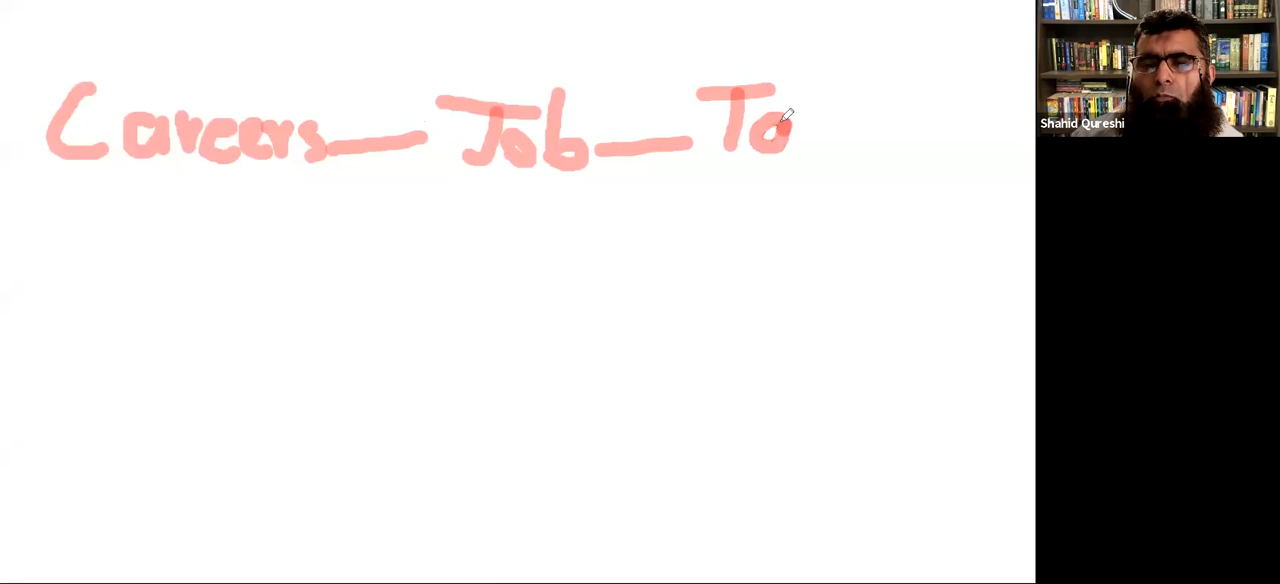 Careers — Job — To
Shahid Qureshi